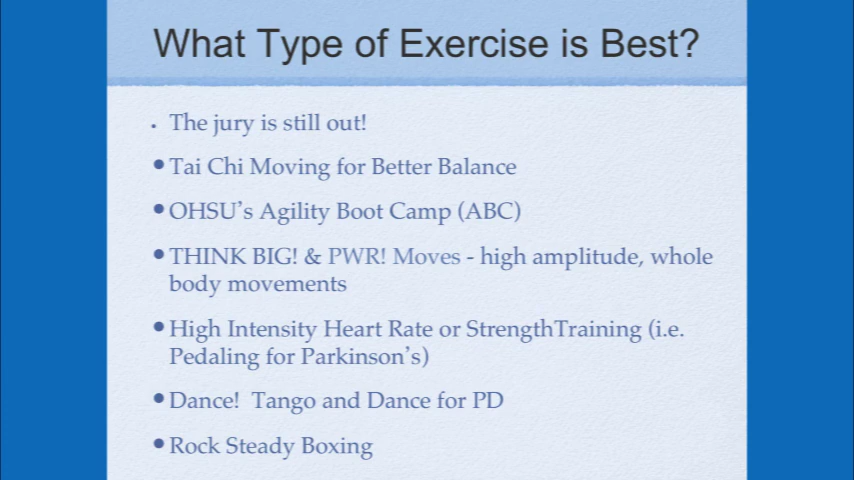 What Type of Exercise is Best?
The jury is still out!
Tai Chi Moving for Better Balance
OHSU's Agility Boot Camp (ABC)
THINK BIG! & PWR! Moves - high amplitude, whole
body movements
High Intensity Heart Rate or StrengthTraining (i.e.
Pedaling for Parkinson's)
Dance!  Tango and Dance for PD
Rock Steady Boxing